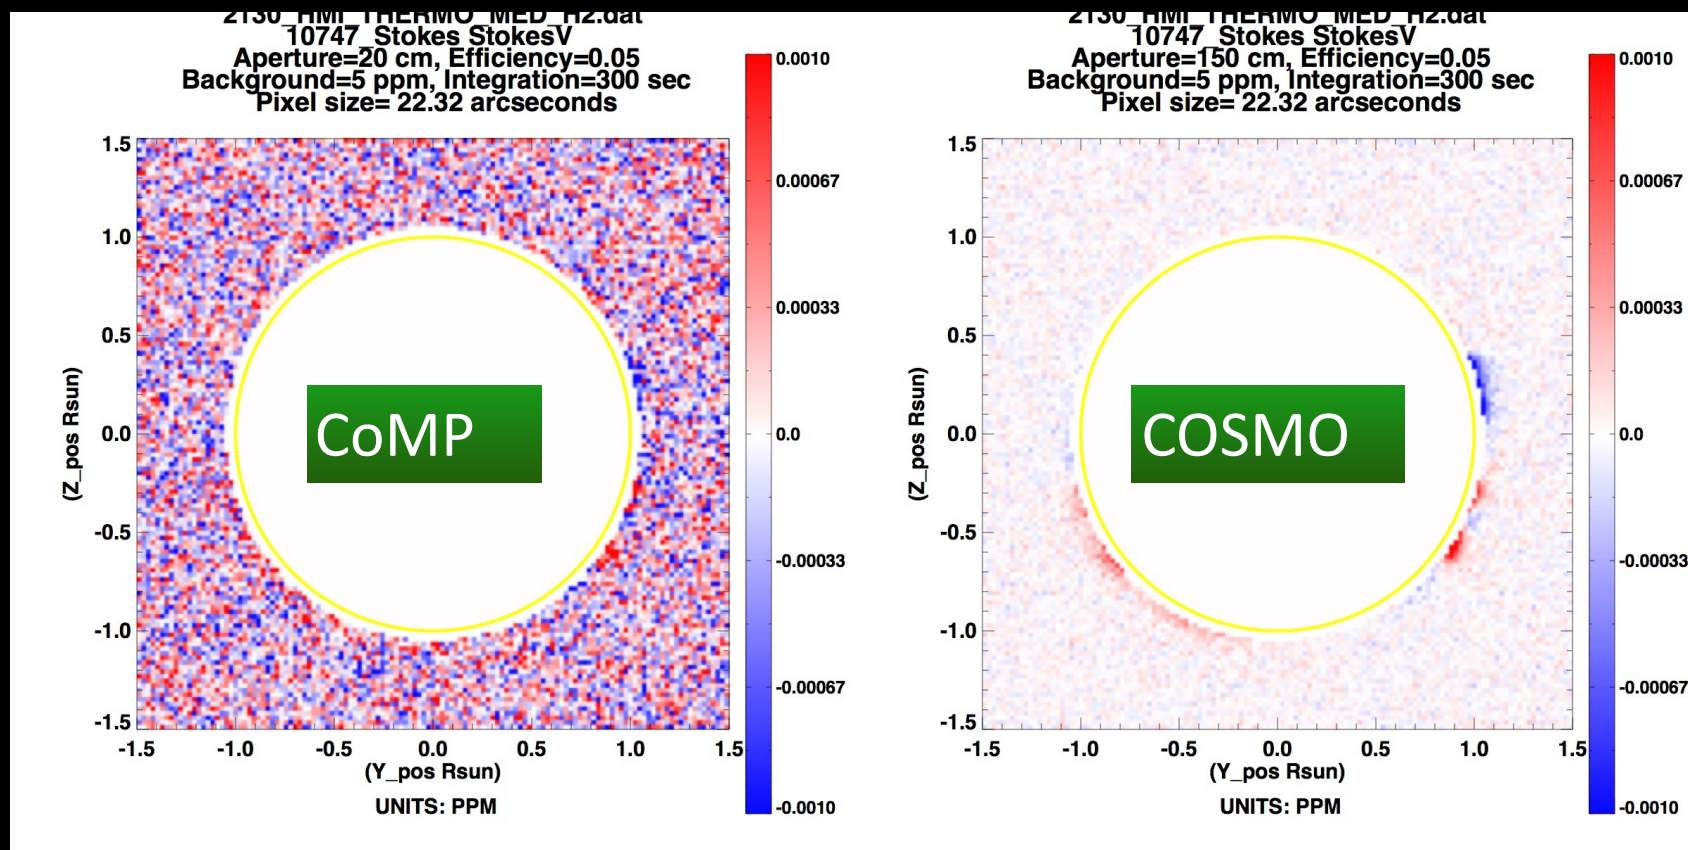 2130_HMI_THERMO_MED_H2.dat
10747_Stokes StokesV
Aperture=20 cm, Efficiency=0.05
Background=5 ppm, Integration=300 sec
Pixel size= 22.32 arcseconds
1.5
1.0
0.5
0.0
-0.5
-1.0
-1.5
(Z_pos Rsun)
CoMP
-1.5 -1.0 -0.5 0.0 0.5 1.0 1.5
(Y_pos Rsun)
UNITS: PPM
0.0010
0.00067
0.00033
0.0
-0.00033
-0.00067
-0.0010
2130_HMI_THERMO_MED_H2.dat
10747_Stokes StokesV
Aperture=150 cm, Efficiency=0.05
Background=5 ppm, Integration=300 sec
Pixel size= 22.32 arcseconds
1.5
1.0
0.5
0.0
-0.5
-1.0
-1.5
(Z_pos Rsun)
COSMO
-1.5 -1.0 -0.5 0.0 0.5 1.0 1.5
(Y_pos Rsun)
UNITS: PPM
0.0010
0.00067
0.00033
0.0
-0.00033
-0.00067
-0.0010